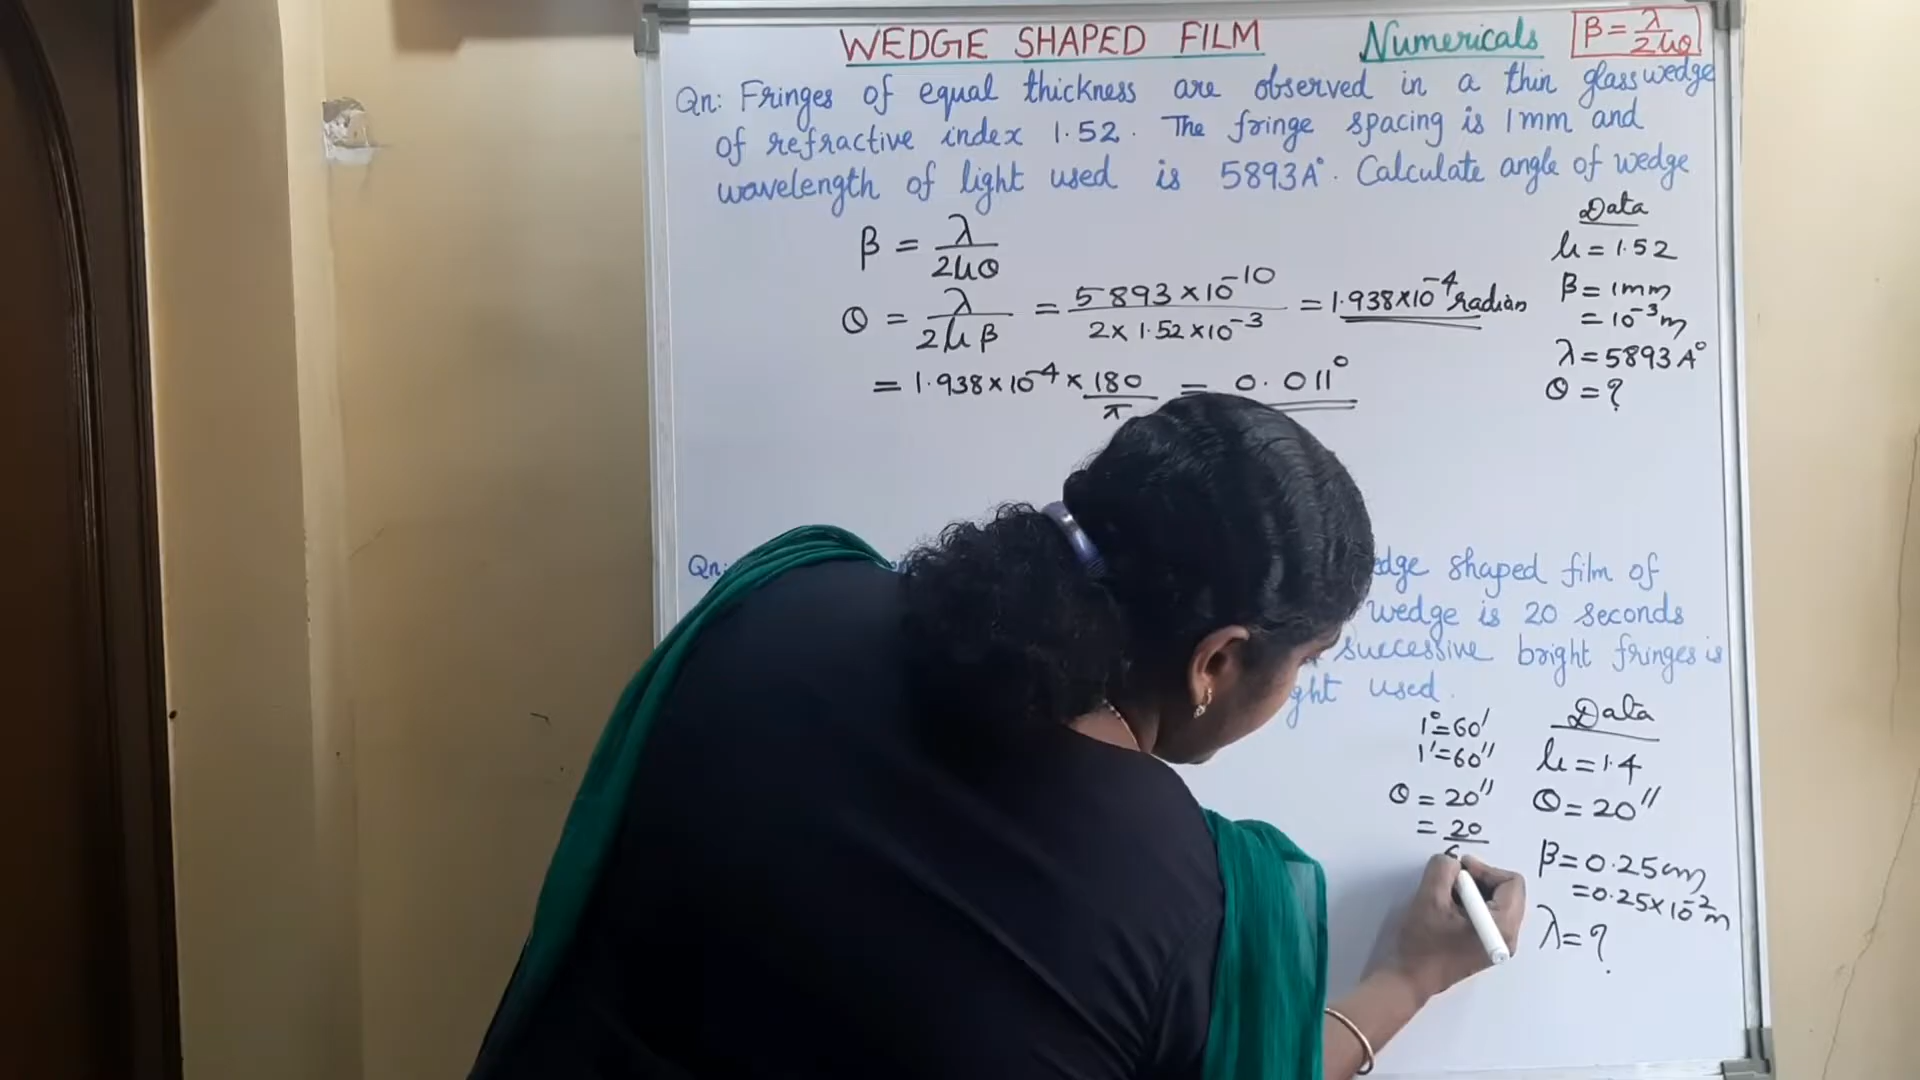 WEDGE SHAPED FILM Numericals β = λ/2μθ
Qn: Fringes of equal thickness are observed in a thin glass wedge
of refractive index 1.52. The fringe spacing is 1mm and
wavelength of light used is 5893A°. Calculate angle of wedge
Data
μ = 1.52
β = 1mm
= 10⁻³m
λ = 5893A°
θ = ?
β = λ/2μθ
θ = λ/2μβ = 5893×10⁻¹⁰/2×1.52×10⁻³ = 1.938×10⁻⁴ radian
= 1.938×10⁻⁴ × 180/π = 0.011°
Qn: shaped film of
wedge is 20 seconds
successive bright fringes is
used.
1° = 60′
1′ = 60″
θ = 20″
= 20
Data
μ = 1.4
θ = 20″
β = 0.25cm
= 0.25×10⁻²m
λ = ?